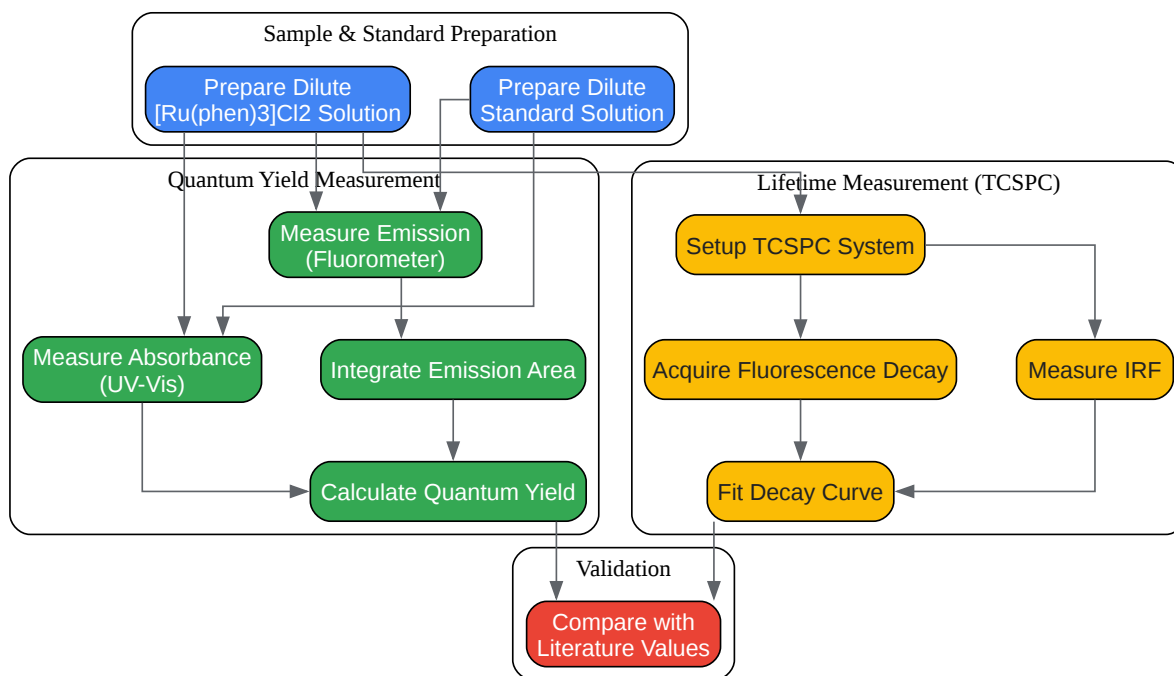 Sample & Standard Preparation
Prepare Dilute
[Ru(phen)3]Cl2 Solution
Prepare Dilute
Standard Solution
Quantum Yield Measurement
Measure Emission
(Fluorometer)
Measure Absorbance
(UV-Vis)
Integrate Emission Area
Calculate Quantum Yield
Lifetime Measurement (TCSPC)
Setup TCSPC System
Acquire Fluorescence Decay
Measure IRF
Fit Decay Curve
Validation
Compare with
Literature Values